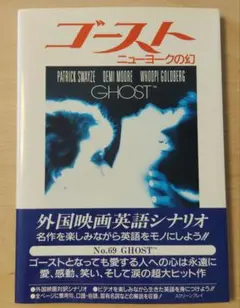 ゴースト
ニューヨークの幻
PATRICK SWAYZE DEMI MOORE WHOOPI GOLDBERG
GHOST™
外国映画英語シナリオ
名作を楽しみながら英語をモノにしよう!!
No.69 GHOST™
ゴーストとなっても愛する人への心は永遠に
愛、感動、笑い、そして涙の超大ヒット作